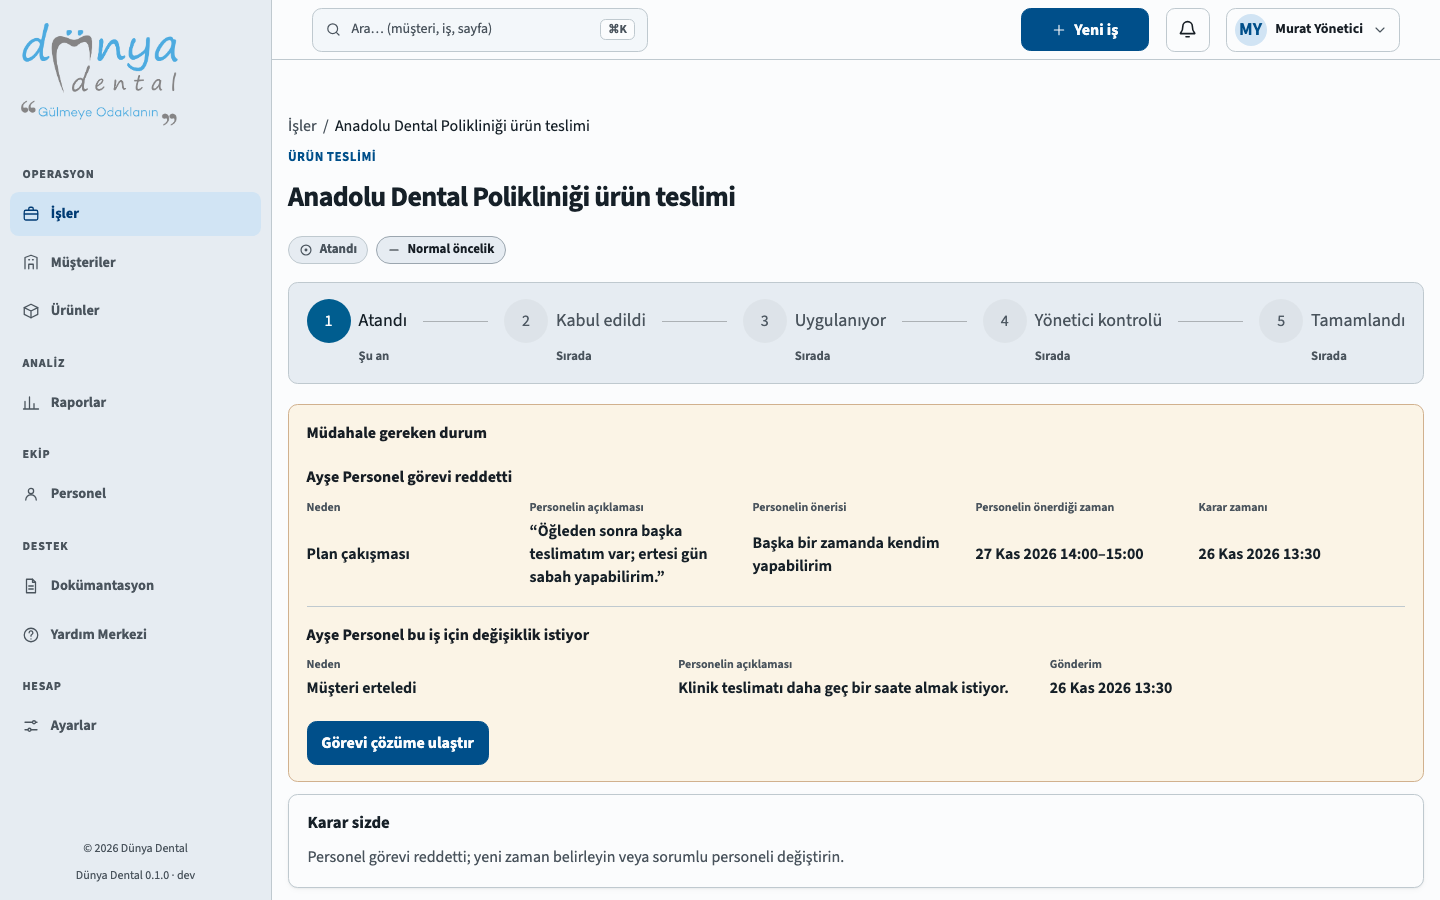 dünya
dental
“Gülmeye Odaklanın”
OPERASYON
İşler
Müşteriler
Ürünler
ANALİZ
Raporlar
EKİP
Personel
DESTEK
Dokümantasyon
Yardım Merkezi
HESAP
Ayarlar
© 2026 Dünya Dental
Dünya Dental 0.1.0 · dev
Ara… (müşteri, iş, sayfa) ⌘K
+ Yeni iş
MY Murat Yönetici
İşler / Anadolu Dental Polikliniği ürün teslimi
ÜRÜN TESLİMİ
Anadolu Dental Polikliniği ürün teslimi
Atandı
Normal öncelik
1 Atandı
Şu an
2 Kabul edildi
Sırada
3 Uygulanıyor
Sırada
4 Yönetici kontrolü
Sırada
5 Tamamlandı
Sırada
Müdahale gereken durum
Ayşe Personel görevi reddetti
Neden
Plan çakışması
Personelin açıklaması
“Öğleden sonra başka
teslimatım var; ertesi gün
sabah yapabilirim.”
Personelin önerisi
Başka bir zamanda kendim
yapabilirim
Personelin önerdiği zaman
27 Kas 2026 14:00–15:00
Karar zamanı
26 Kas 2026 13:30
Ayşe Personel bu iş için değişiklik istiyor
Neden
Müşteri erteledi
Personelin açıklaması
Klinik teslimatı daha geç bir saate almak istiyor.
Gönderim
26 Kas 2026 13:30
Görevi çözüme ulaştır
Karar sizde
Personel görevi reddetti; yeni zaman belirleyin veya sorumlu personeli değiştirin.